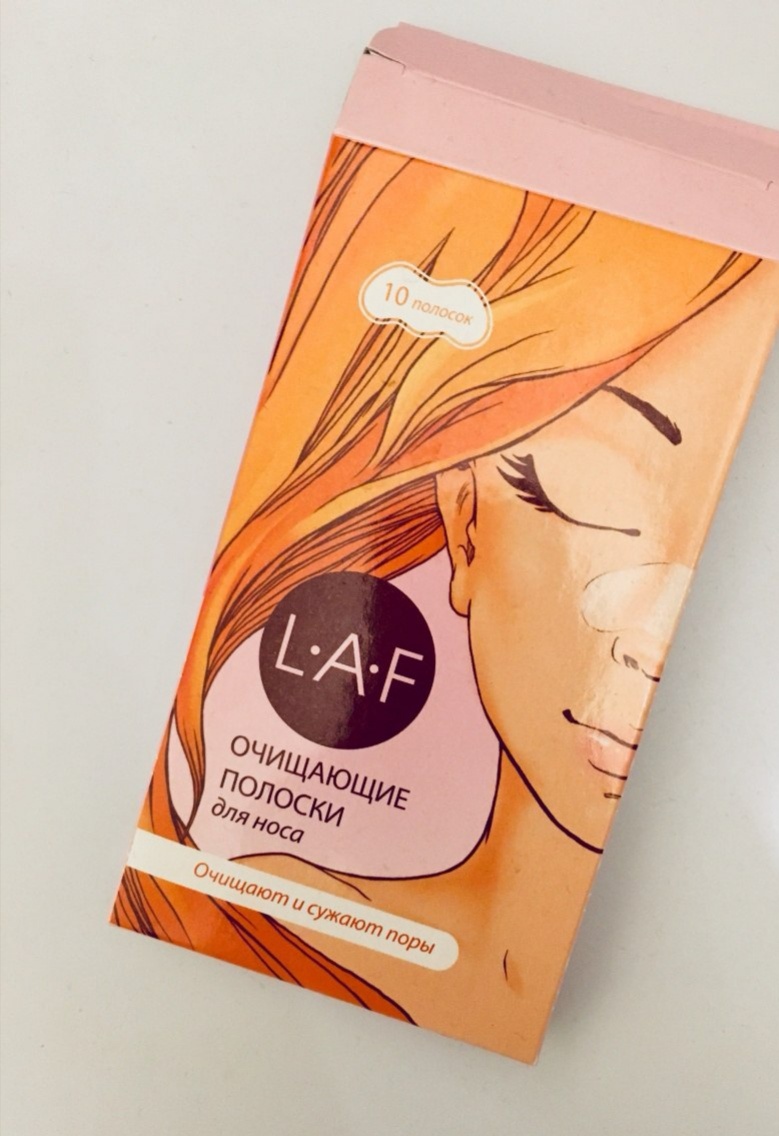 10 полосок
L·A·F
ОЧИЩАЮЩИЕ
ПОЛОСКИ
для носа
Очищают и сужают поры